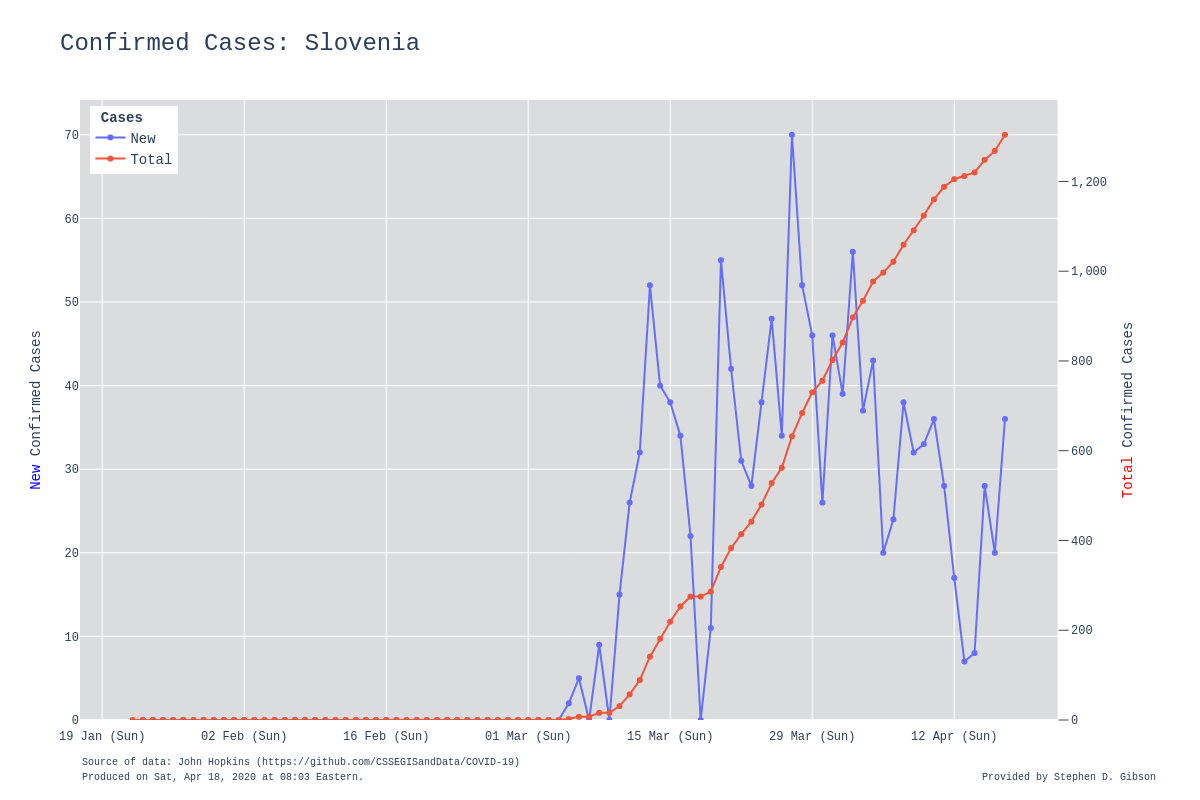 Confirmed Cases: Slovenia
Cases
New
Total
70
60
50
40
30
20
10
0
New Confirmed Cases
1,200
1,000
800
600
400
200
0
Total Confirmed Cases
19 Jan (Sun) 02 Feb (Sun) 16 Feb (Sun) 01 Mar (Sun) 15 Mar (Sun) 29 Mar (Sun) 12 Apr (Sun)
Source of data: John Hopkins (https://github.com/CSSEGISandData/COVID-19)
Produced on Sat, Apr 18, 2020 at 08:03 Eastern.
Provided by Stephen D. Gibson